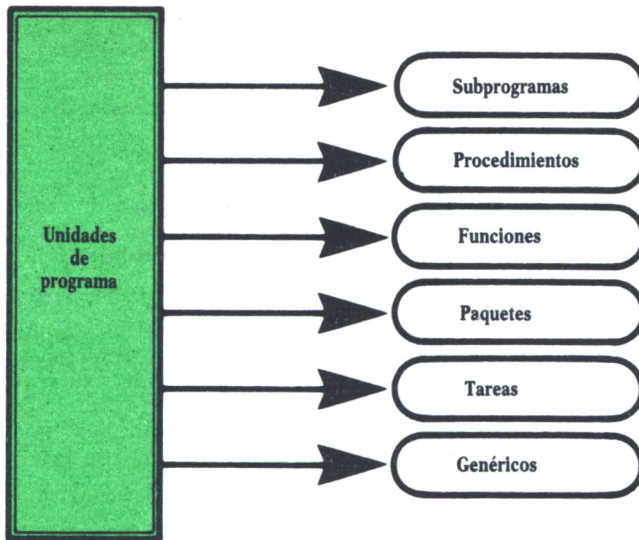 Unidades
de
programa
Subprogramas
Procedimientos
Funciones
Paquetes
Tareas
Genéricos